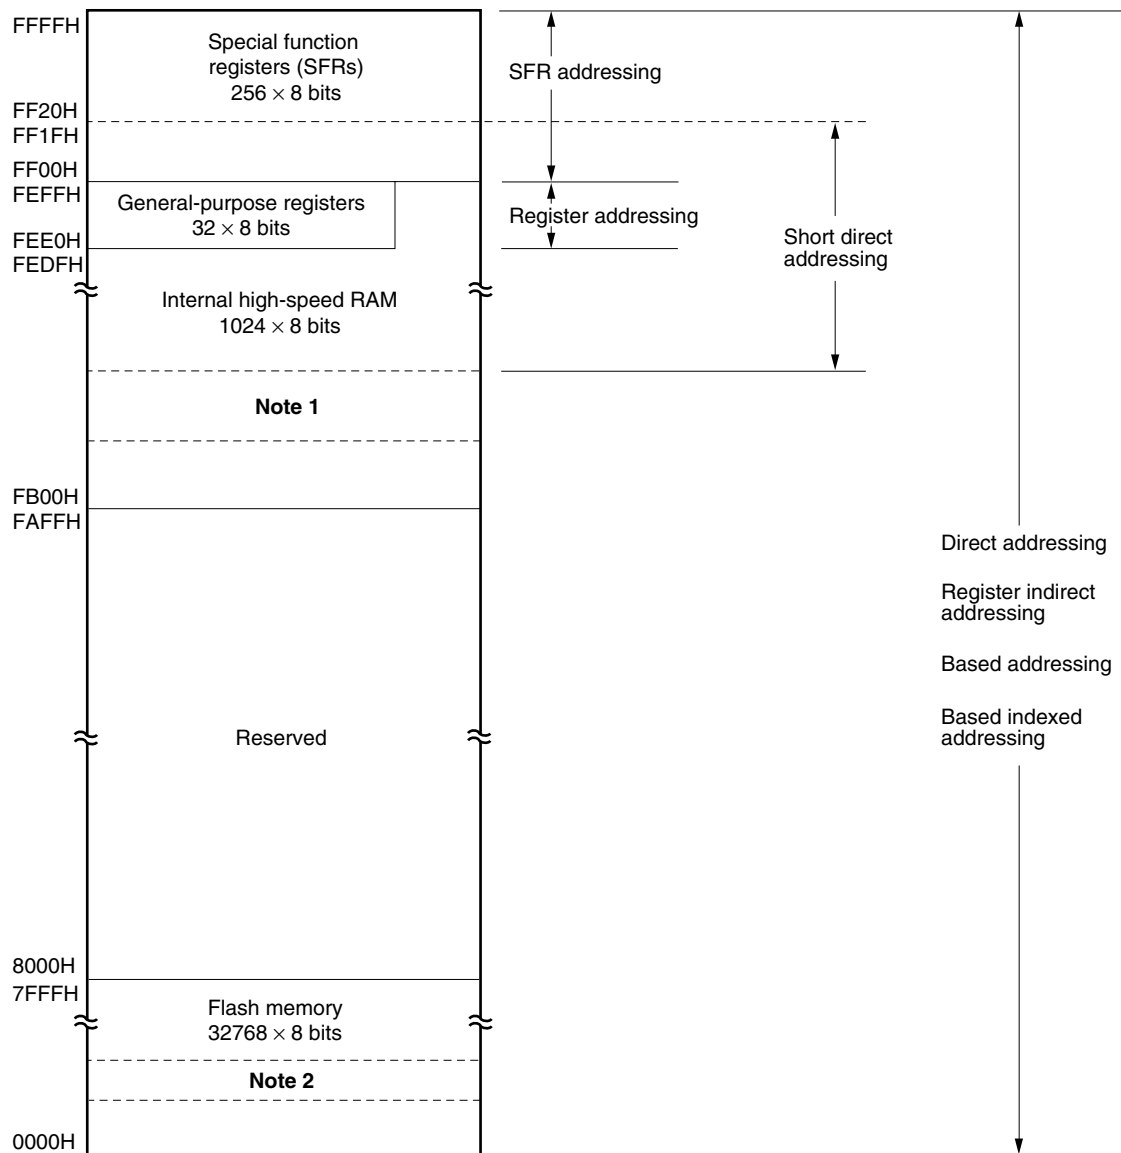 FFFFH
Special function
registers (SFRs)
256 × 8 bits
SFR addressing
FF20H
FF1FH
FF00H
FEFFH
General-purpose registers
32 × 8 bits
Register addressing
Short direct
addressing
FEE0H
FEDFH
Internal high-speed RAM
1024 × 8 bits
Note 1
FB00H
FAFFH
Direct addressing
Register indirect
addressing
Based addressing
Based indexed
addressing
Reserved
8000H
7FFFH
Flash memory
32768 × 8 bits
Note 2
0000H